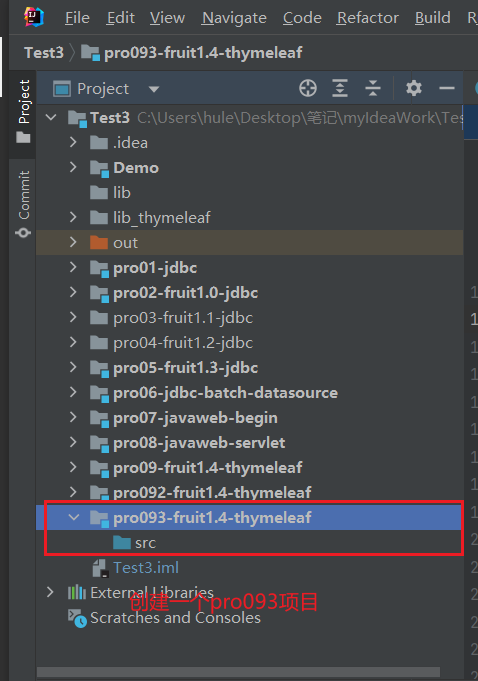 File Edit View Navigate Code Refactor Build R
Test3 pro093-fruit1.4-thymeleaf
Project
Commit
Project
Test3 C:\Users\hule\Desktop\笔记\myIdeaWork\Tes
.idea
Demo
lib
lib_thymeleaf
out
pro01-jdbc
pro02-fruit1.0-jdbc
pro03-fruit1.1-jdbc
pro04-fruit1.2-jdbc
pro05-fruit1.3-jdbc
pro06-jdbc-batch-datasource
pro07-javaweb-begin
pro08-javaweb-servlet
pro09-fruit1.4-thymeleaf
pro092-fruit1.4-thymeleaf
pro093-fruit1.4-thymeleaf
src
Test3.iml
External Libraries
创建一个pro093项目
Scratches and Consoles